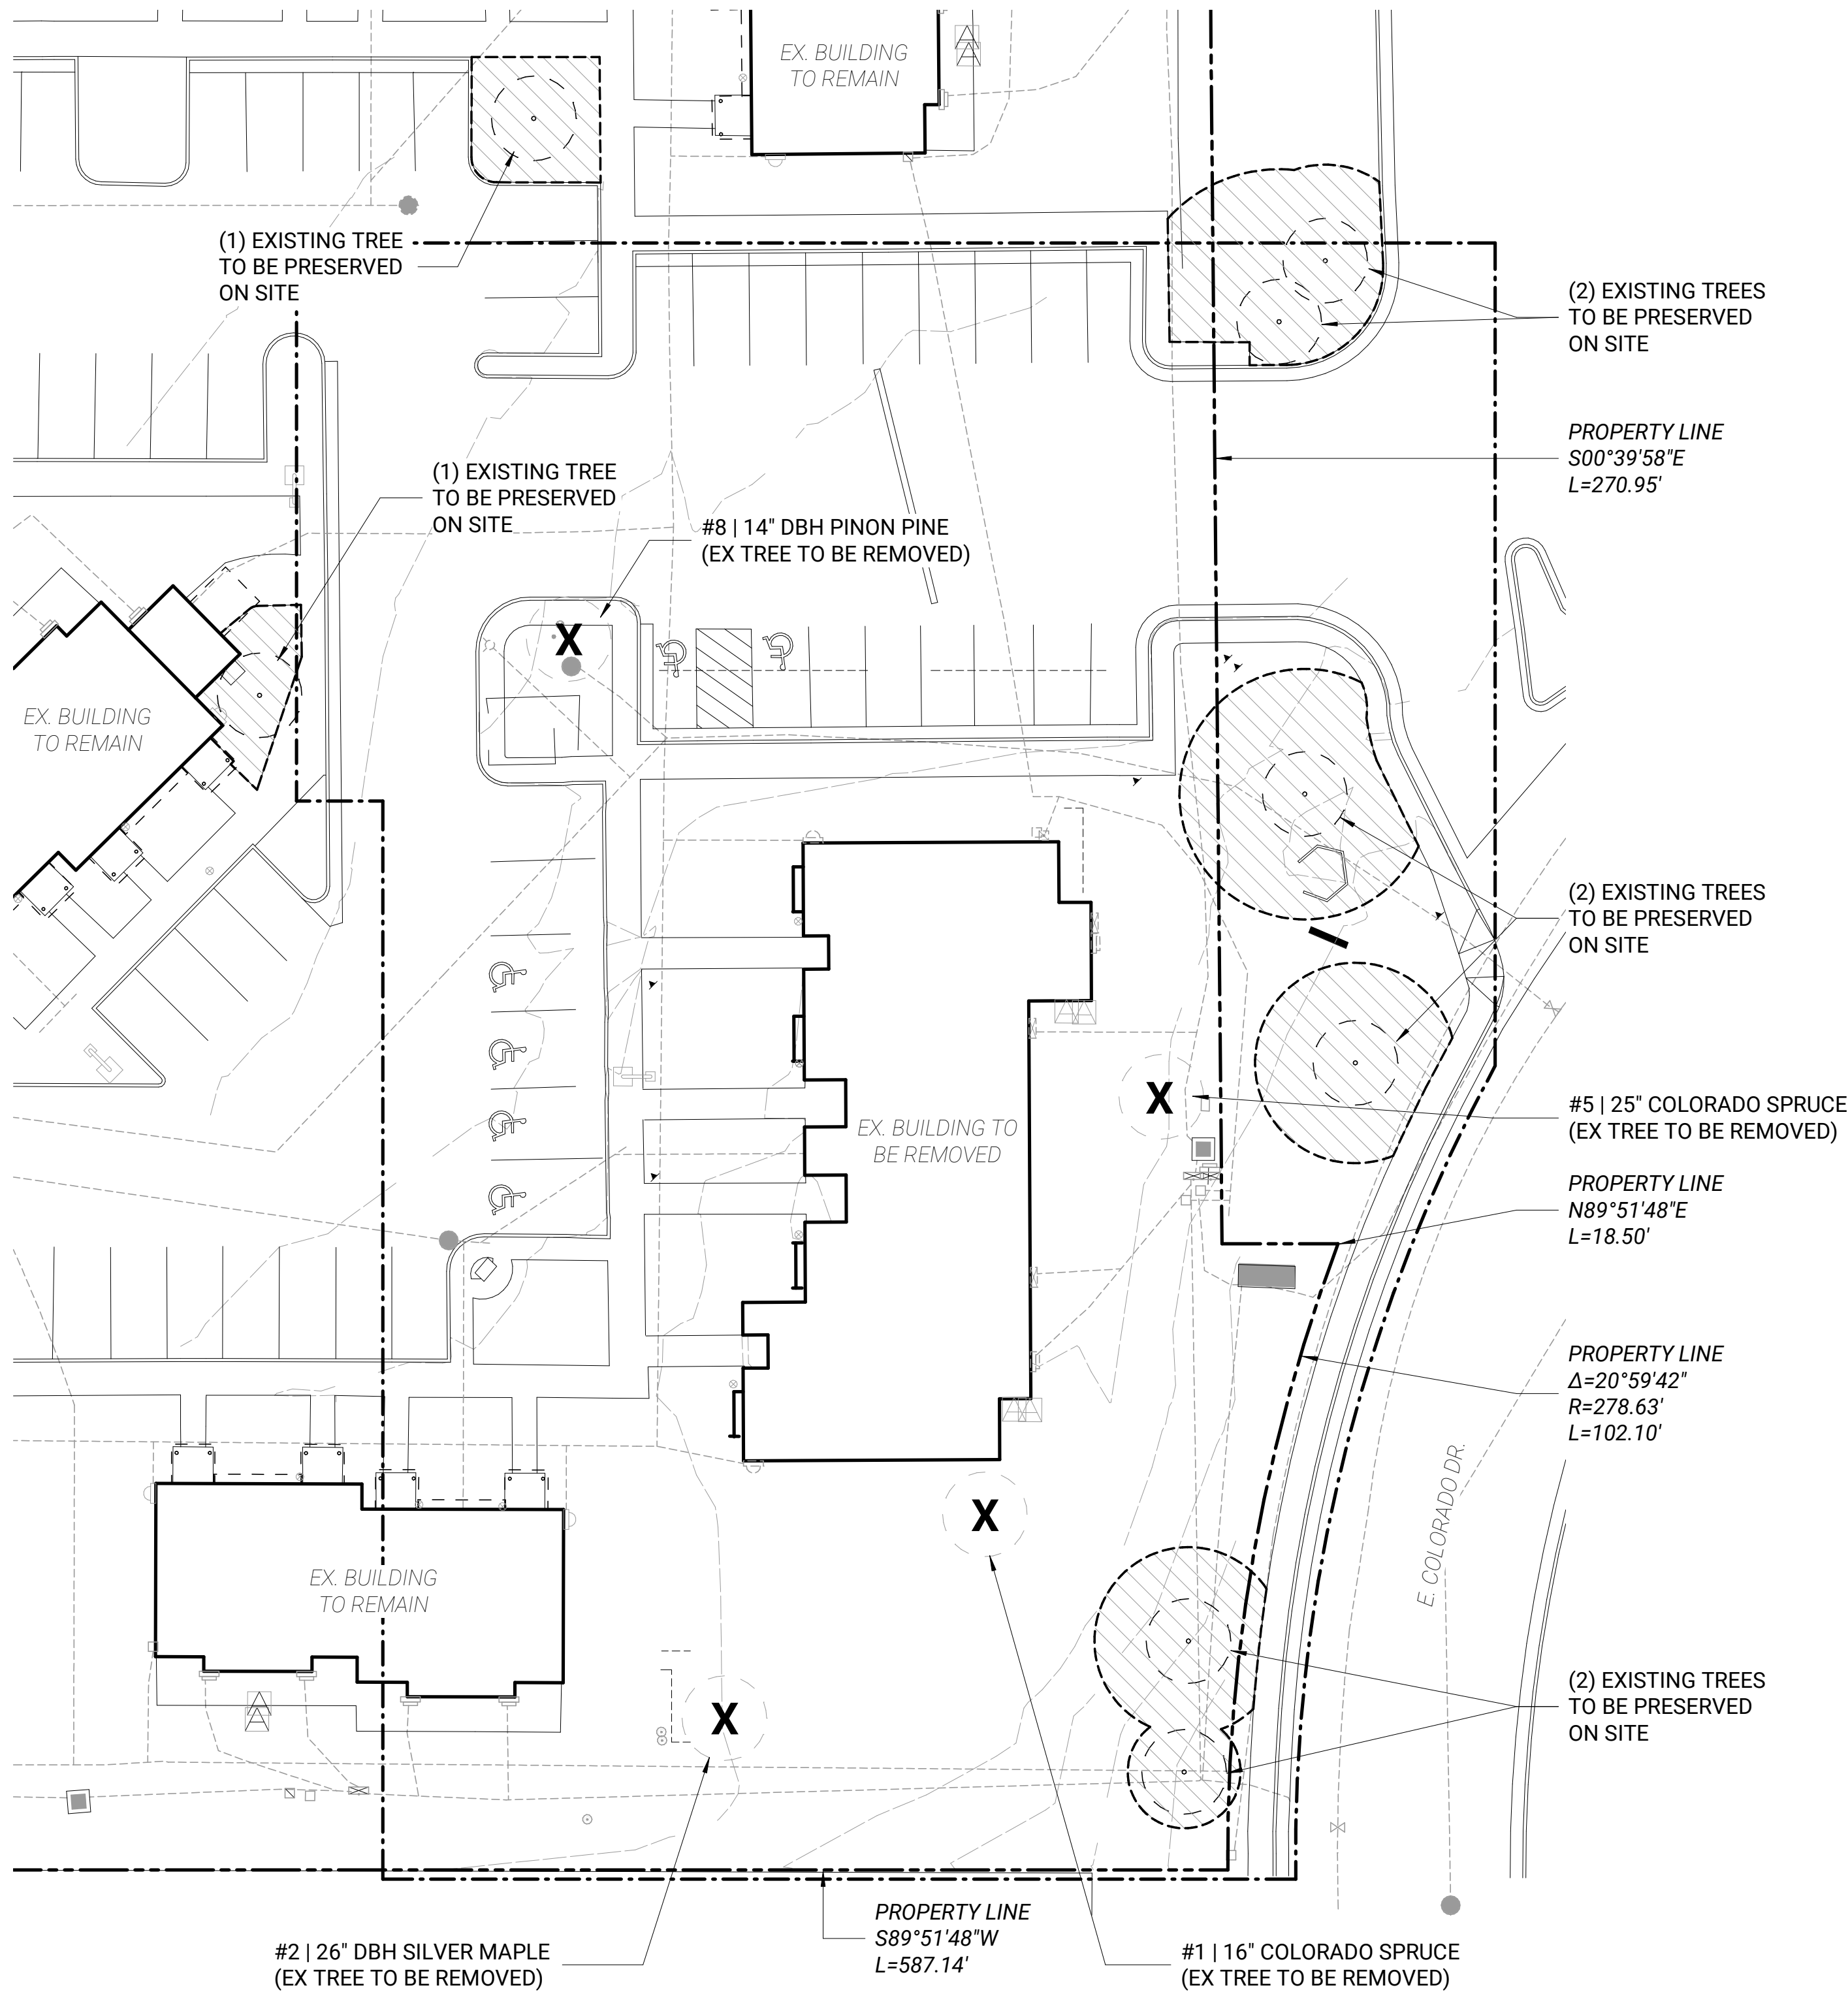 EX. BUILDING
TO REMAIN
(1) EXISTING TREE
TO BE PRESERVED
ON SITE
(2) EXISTING TREES
TO BE PRESERVED
ON SITE
PROPERTY LINE
S00°39'58"E
L=270.95'
(1) EXISTING TREE
TO BE PRESERVED
ON SITE
#8 | 14" DBH PINON PINE
(EX TREE TO BE REMOVED)
X
EX. BUILDING
TO REMAIN
(2) EXISTING TREES
TO BE PRESERVED
ON SITE
X
#5 | 25" COLORADO SPRUCE
(EX TREE TO BE REMOVED)
EX. BUILDING TO
BE REMOVED
PROPERTY LINE
N89°51'48"E
L=18.50'
PROPERTY LINE
Δ=20°59'42"
R=278.63'
L=102.10'
E. COLORADO DR.
X
EX. BUILDING
TO REMAIN
X
(2) EXISTING TREES
TO BE PRESERVED
ON SITE
PROPERTY LINE
S89°51'48"W
L=587.14'
#2 | 26" DBH SILVER MAPLE
(EX TREE TO BE REMOVED)
#1 | 16" COLORADO SPRUCE
(EX TREE TO BE REMOVED)